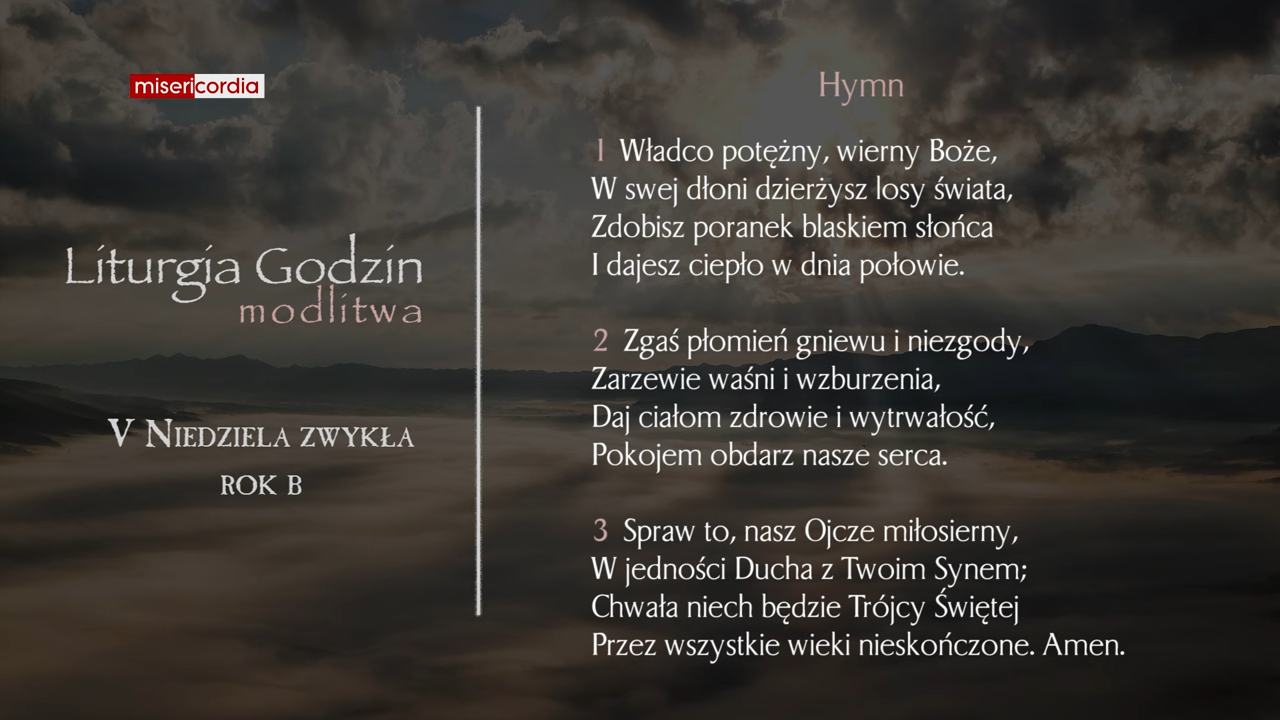 misericordia
Liturgia Godzin
modlitwa
V Niedziela zwykła
rok B
Hymn
1 Władco potężny, wierny Boże,
W swej dłoni dzierżysz losy świata,
Zdobisz poranek blaskiem słońca
I dajesz ciepło w dnia połowie.
2 Zgaś płomień gniewu i niezgody,
Zarzewie waśni i wzburzenia,
Daj ciałom zdrowie i wytrwałość,
Pokojem obdarz nasze serca.
3 Spraw to, nasz Ojcze miłosierny,
W jedności Ducha z Twoim Synem;
Chwała niech będzie Trójcy Świętej
Przez wszystkie wieki nieskończone. Amen.